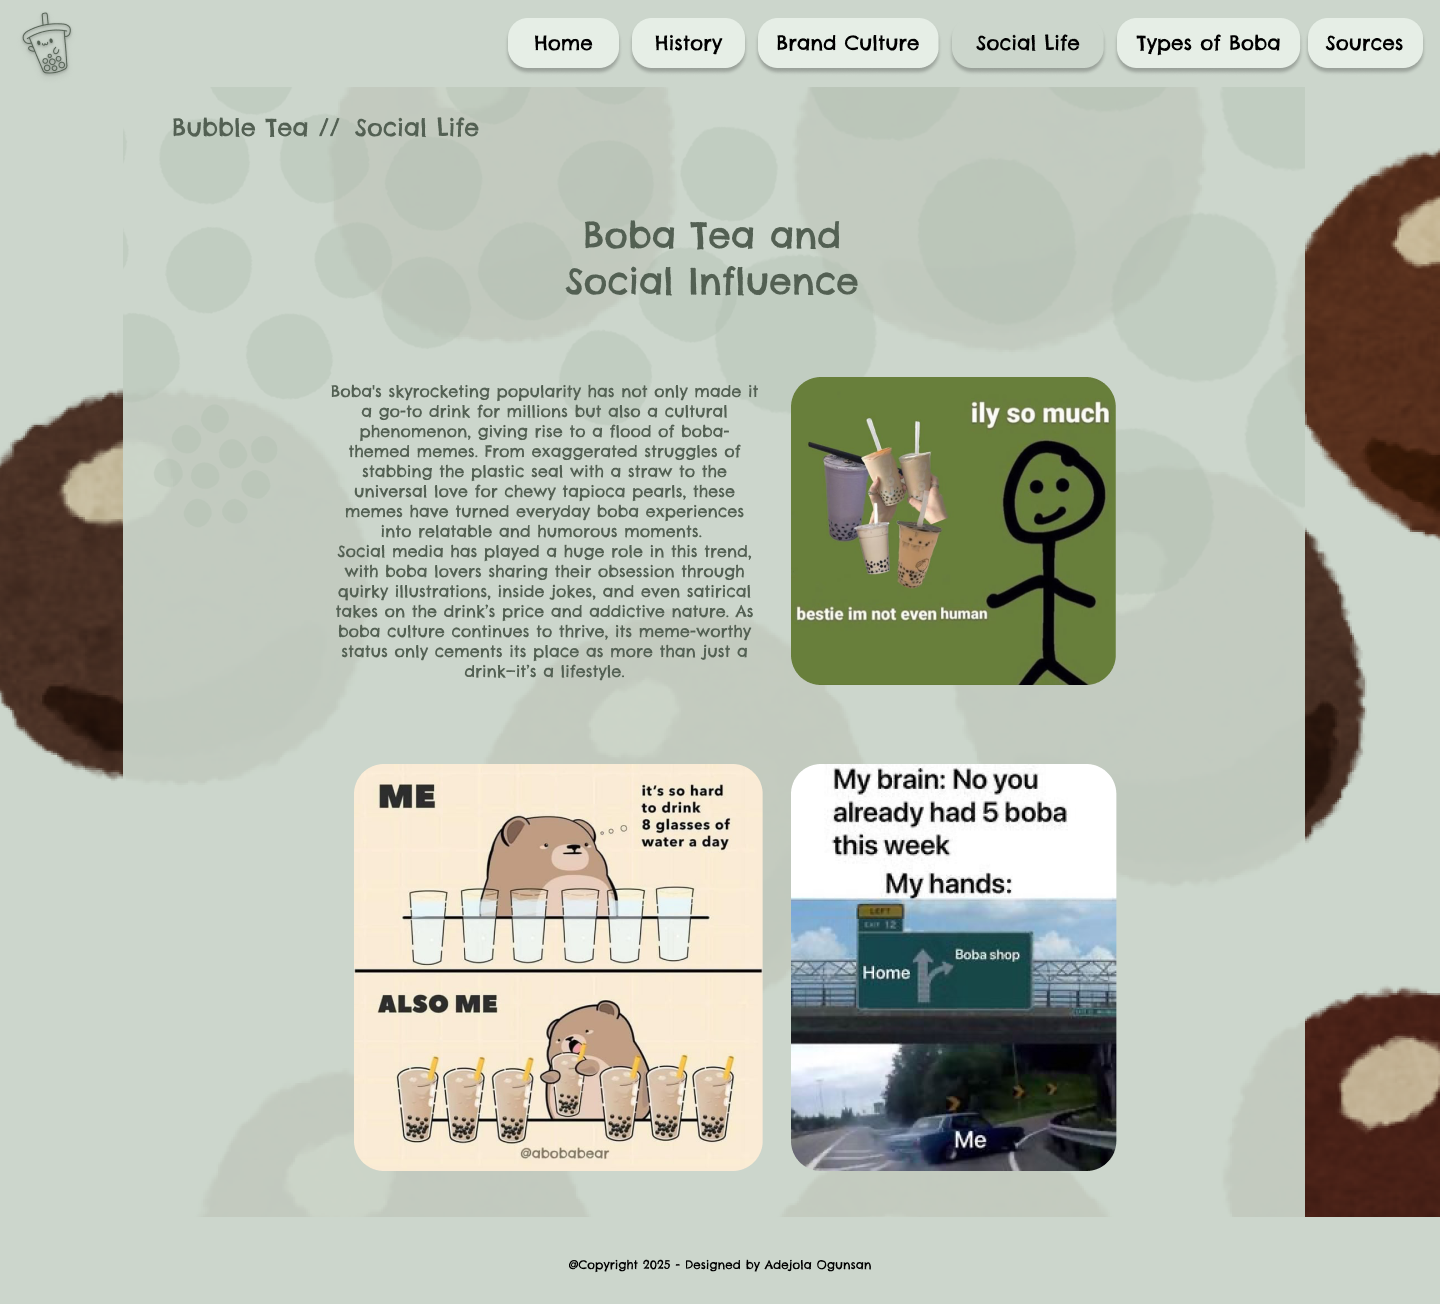 Home
History
Brand Culture
Social Life
Types of Boba
Sources
Bubble Tea // Social Life
Boba Tea and
Social Influence
Boba's skyrocketing popularity has not only made it
a go-to drink for millions but also a cultural
phenomenon, giving rise to a flood of boba-
themed memes. From exaggerated struggles of
stabbing the plastic seal with a straw to the
universal love for chewy tapioca pearls, these
memes have turned everyday boba experiences
into relatable and humorous moments.
Social media has played a huge role in this trend,
with boba lovers sharing their obsession through
quirky illustrations, inside jokes, and even satirical
takes on the drink’s price and addictive nature. As
boba culture continues to thrive, its meme-worthy
status only cements its place as more than just a
drink—it’s a lifestyle.
ily so much
bestie im not even human
ME
it's so hard
to drink
8 glasses of
water a day
ALSO ME
@abobabear
My brain: No you
already had 5 boba
this week
My hands:
LEFT
EXIT 12
Home
Boba shop
Me
@Copyright 2025 - Designed by Adejola Ogunsan